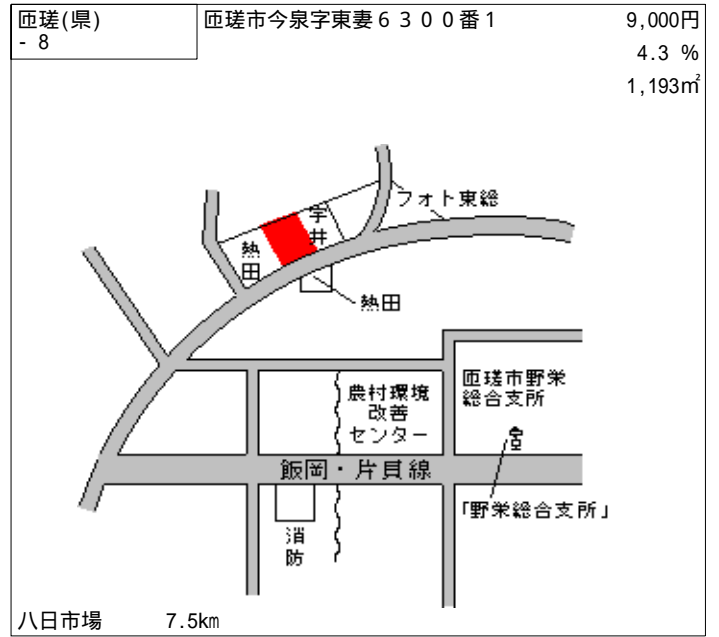 匝瑳(県)
- 8
匝瑳市今泉字東妻６３００番１
9,000円
4.3 %
1,193㎡
フォト東総
宇井
熱田
熱田
匝瑳市野栄
総合支所
農村環境
改善
センター
飯岡・片貝線
「野栄総合支所」
消防
八日市場 7.5km